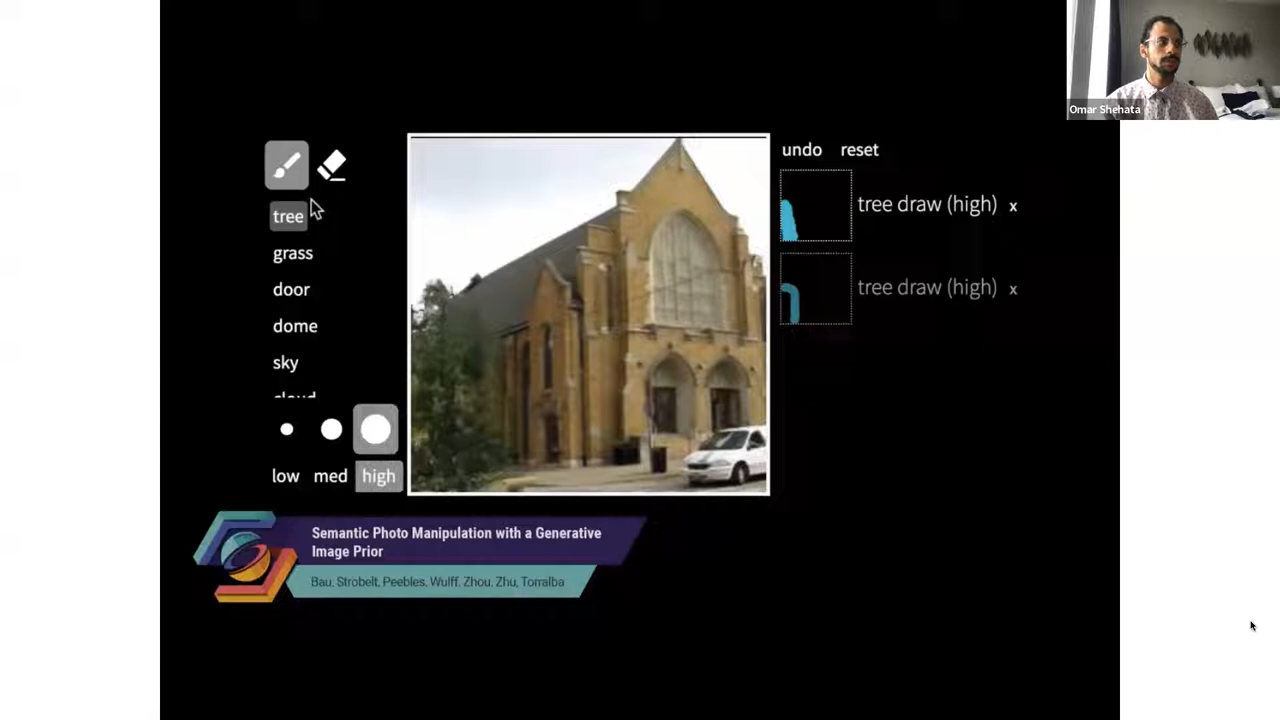 Omar Shehata
undo reset
tree
grass
door
dome
sky
cloud
low med high
tree draw (high) x
tree draw (high) x
Semantic Photo Manipulation with a Generative
Image Prior
Bau, Strobelt, Peebles, Wulff, Zhou, Zhu, Torralba